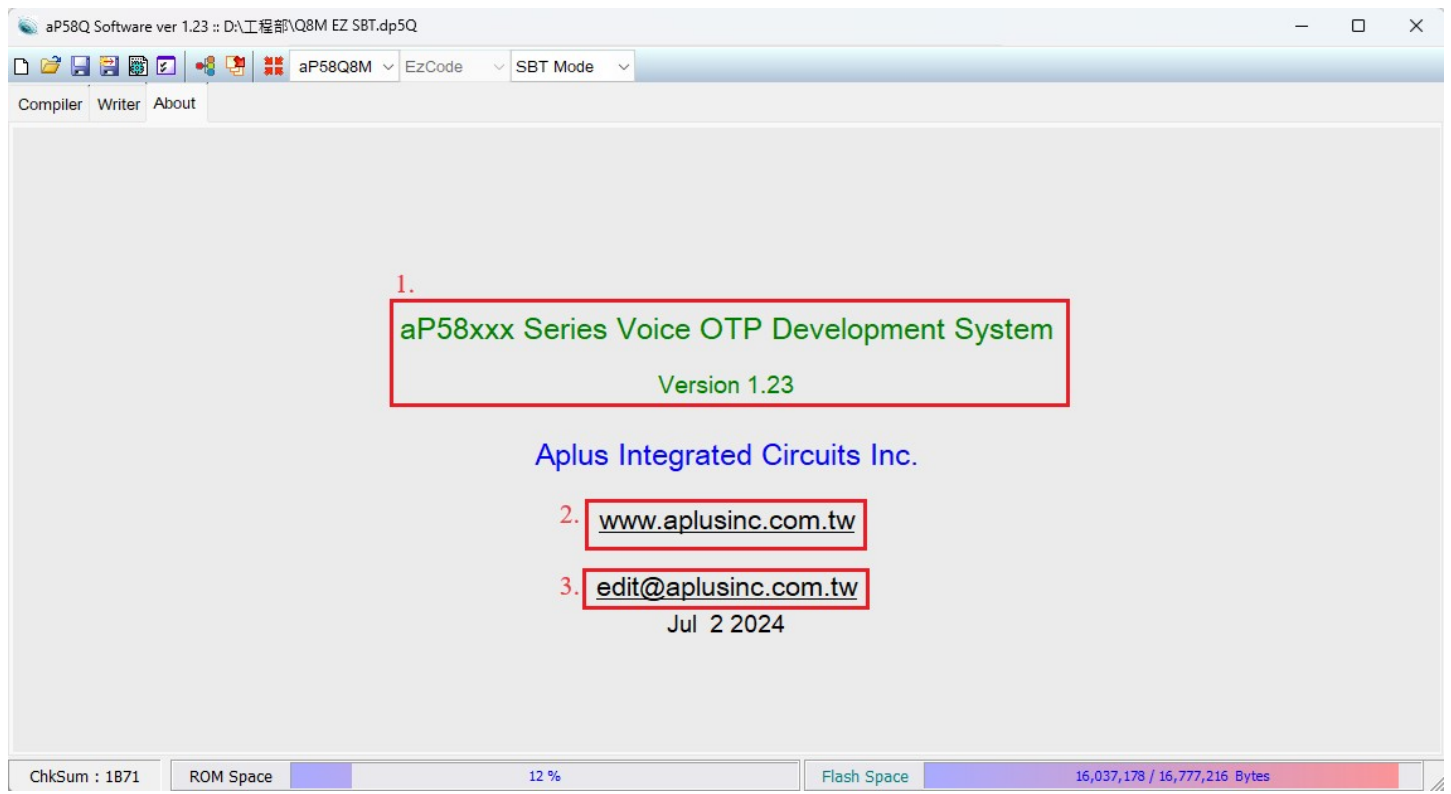 aP58Q Software ver 1.23 :: D:\工程部\Q8M EZ SBT.dp5Q
aP58Q8M EzCode SBT Mode
Compiler Writer About
1.
aP58xxx Series Voice OTP Development System
Version 1.23
Aplus Integrated Circuits Inc.
2. www.aplusinc.com.tw
3. edit@aplusinc.com.tw
Jul 2 2024
ChkSum : 1B71 ROM Space 12 % Flash Space 16,037,178 / 16,777,216 Bytes